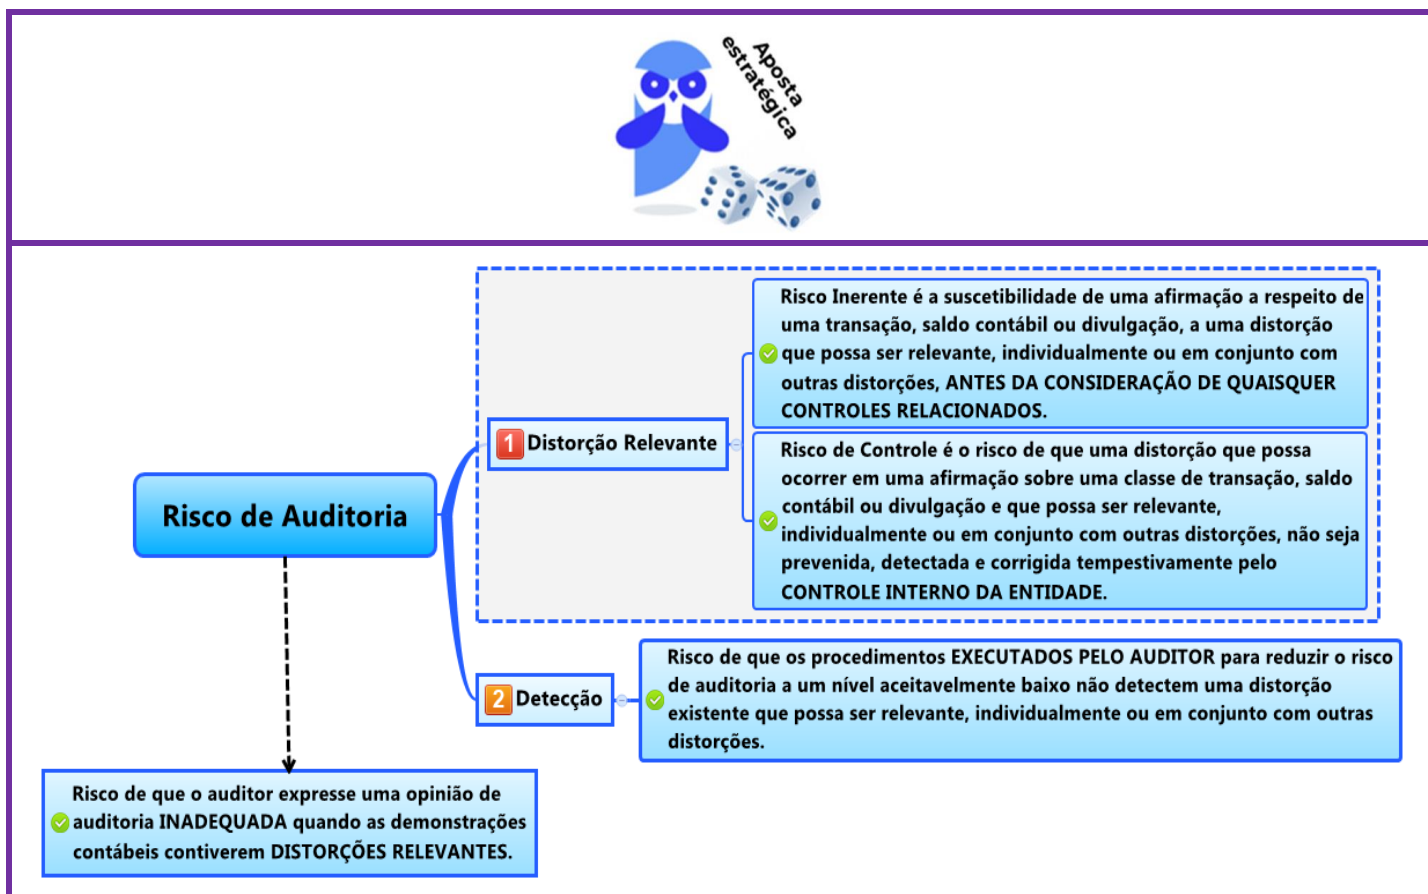 Aposta
estratégica
Risco Inerente é a suscetibilidade de uma afirmação a respeito de
uma transação, saldo contábil ou divulgação, a uma distorção
que possa ser relevante, individualmente ou em conjunto com
outras distorções, ANTES DA CONSIDERAÇÃO DE QUAISQUER
CONTROLES RELACIONADOS.
1 Distorção Relevante
Risco de Controle é o risco de que uma distorção que possa
ocorrer em uma afirmação sobre uma classe de transação, saldo
contábil ou divulgação e que possa ser relevante,
individualmente ou em conjunto com outras distorções, não seja
prevenida, detectada e corrigida tempestivamente pelo
CONTROLE INTERNO DA ENTIDADE.
Risco de Auditoria
Risco de que os procedimentos EXECUTADOS PELO AUDITOR para reduzir o risco
de auditoria a um nível aceitavelmente baixo não detectem uma distorção
existente que possa ser relevante, individualmente ou em conjunto com outras
distorções.
2 Detecção
Risco de que o auditor expresse uma opinião de
auditoria INADEQUADA quando as demonstrações
contábeis contiverem DISTORÇÕES RELEVANTES.